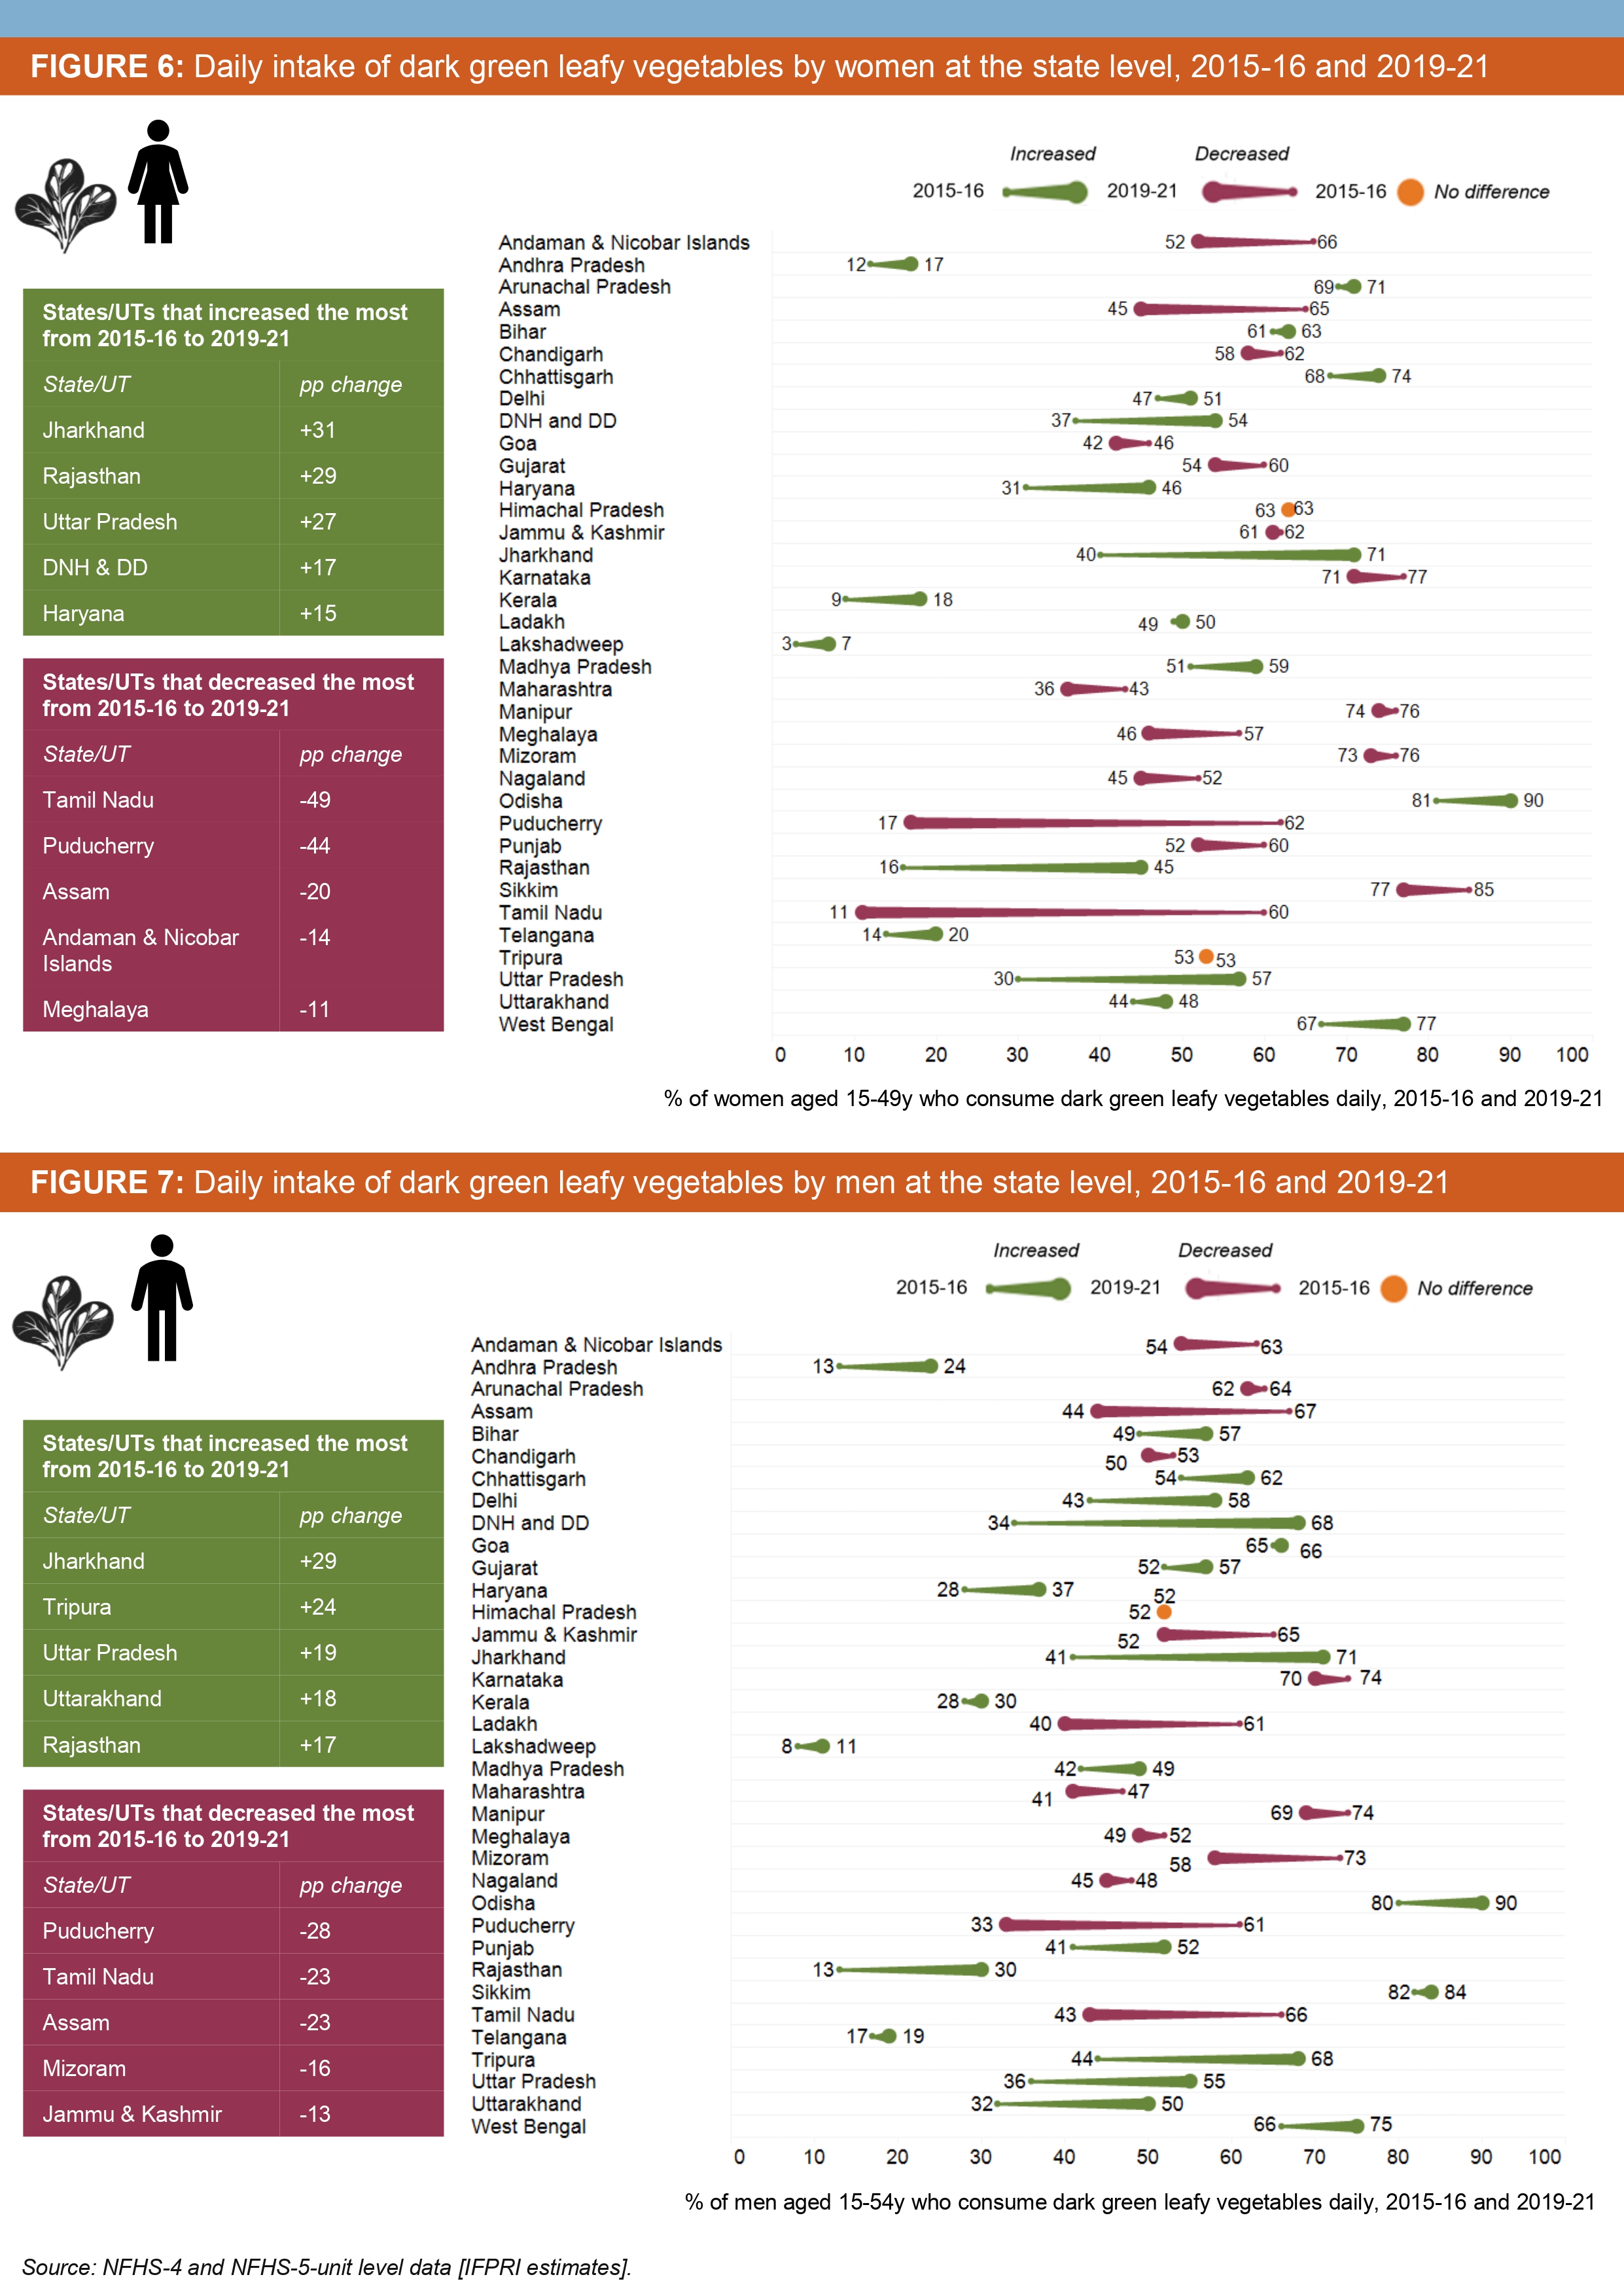 FIGURE 6: Daily intake of dark green leafy vegetables by women at the state level, 2015-16 and 2019-21
Increased Decreased
2015-16 2019-21 2015-16 No difference
States/UTs that increased the most
from 2015-16 to 2019-21
State/UT pp change
Jharkhand +31
Rajasthan +29
Uttar Pradesh +27
DNH & DD +17
Haryana +15
States/UTs that decreased the most
from 2015-16 to 2019-21
State/UT pp change
Tamil Nadu -49
Puducherry -44
Assam -20
Andaman & Nicobar -14
Islands
Meghalaya -11
Andaman & Nicobar Islands 52 66
Andhra Pradesh 12 17
Arunachal Pradesh 69 71
Assam 45 65
Bihar 61 63
Chandigarh 58 62
Chhattisgarh 68 74
Delhi 47 51
DNH and DD 37 54
Goa 42 46
Gujarat 54 60
Haryana 31 46
Himachal Pradesh 63 63
Jammu & Kashmir 61 62
Jharkhand 40 71
Karnataka 71 77
Kerala 9 18
Ladakh 49 50
Lakshadweep 3 7
Madhya Pradesh 51 59
Maharashtra 36 43
Manipur 74 76
Meghalaya 46 57
Mizoram 73 76
Nagaland 45 52
Odisha 81 90
Puducherry 17 62
Punjab 52 60
Rajasthan 16 45
Sikkim 77 85
Tamil Nadu 11 60
Telangana 14 20
Tripura 53 53
Uttar Pradesh 30 57
Uttarakhand 44 48
West Bengal 67 77
0 10 20 30 40 50 60 70 80 90 100
% of women aged 15-49y who consume dark green leafy vegetables daily, 2015-16 and 2019-21
FIGURE 7: Daily intake of dark green leafy vegetables by men at the state level, 2015-16 and 2019-21
Increased Decreased
2015-16 2019-21 2015-16 No difference
States/UTs that increased the most
from 2015-16 to 2019-21
State/UT pp change
Jharkhand +29
Tripura +24
Uttar Pradesh +19
Uttarakhand +18
Rajasthan +17
States/UTs that decreased the most
from 2015-16 to 2019-21
State/UT pp change
Puducherry -28
Tamil Nadu -23
Assam -23
Mizoram -16
Jammu & Kashmir -13
Andaman & Nicobar Islands 54 63
Andhra Pradesh 13 24
Arunachal Pradesh 62 64
Assam 44 67
Bihar 49 57
Chandigarh 50 53
Chhattisgarh 54 62
Delhi 43 58
DNH and DD 34 68
Goa 65 66
Gujarat 52 57
Haryana 28 37
Himachal Pradesh 52 52
Jammu & Kashmir 52 65
Jharkhand 41 71
Karnataka 70 74
Kerala 28 30
Ladakh 40 61
Lakshadweep 8 11
Madhya Pradesh 42 49
Maharashtra 41 47
Manipur 69 74
Meghalaya 49 52
Mizoram 58 73
Nagaland 45 48
Odisha 80 90
Puducherry 33 61
Punjab 41 52
Rajasthan 13 30
Sikkim 82 84
Tamil Nadu 43 66
Telangana 17 19
Tripura 44 68
Uttar Pradesh 36 55
Uttarakhand 32 50
West Bengal 66 75
0 10 20 30 40 50 60 70 80 90 100
% of men aged 15-54y who consume dark green leafy vegetables daily, 2015-16 and 2019-21
Source: NFHS-4 and NFHS-5-unit level data [IFPRI estimates].